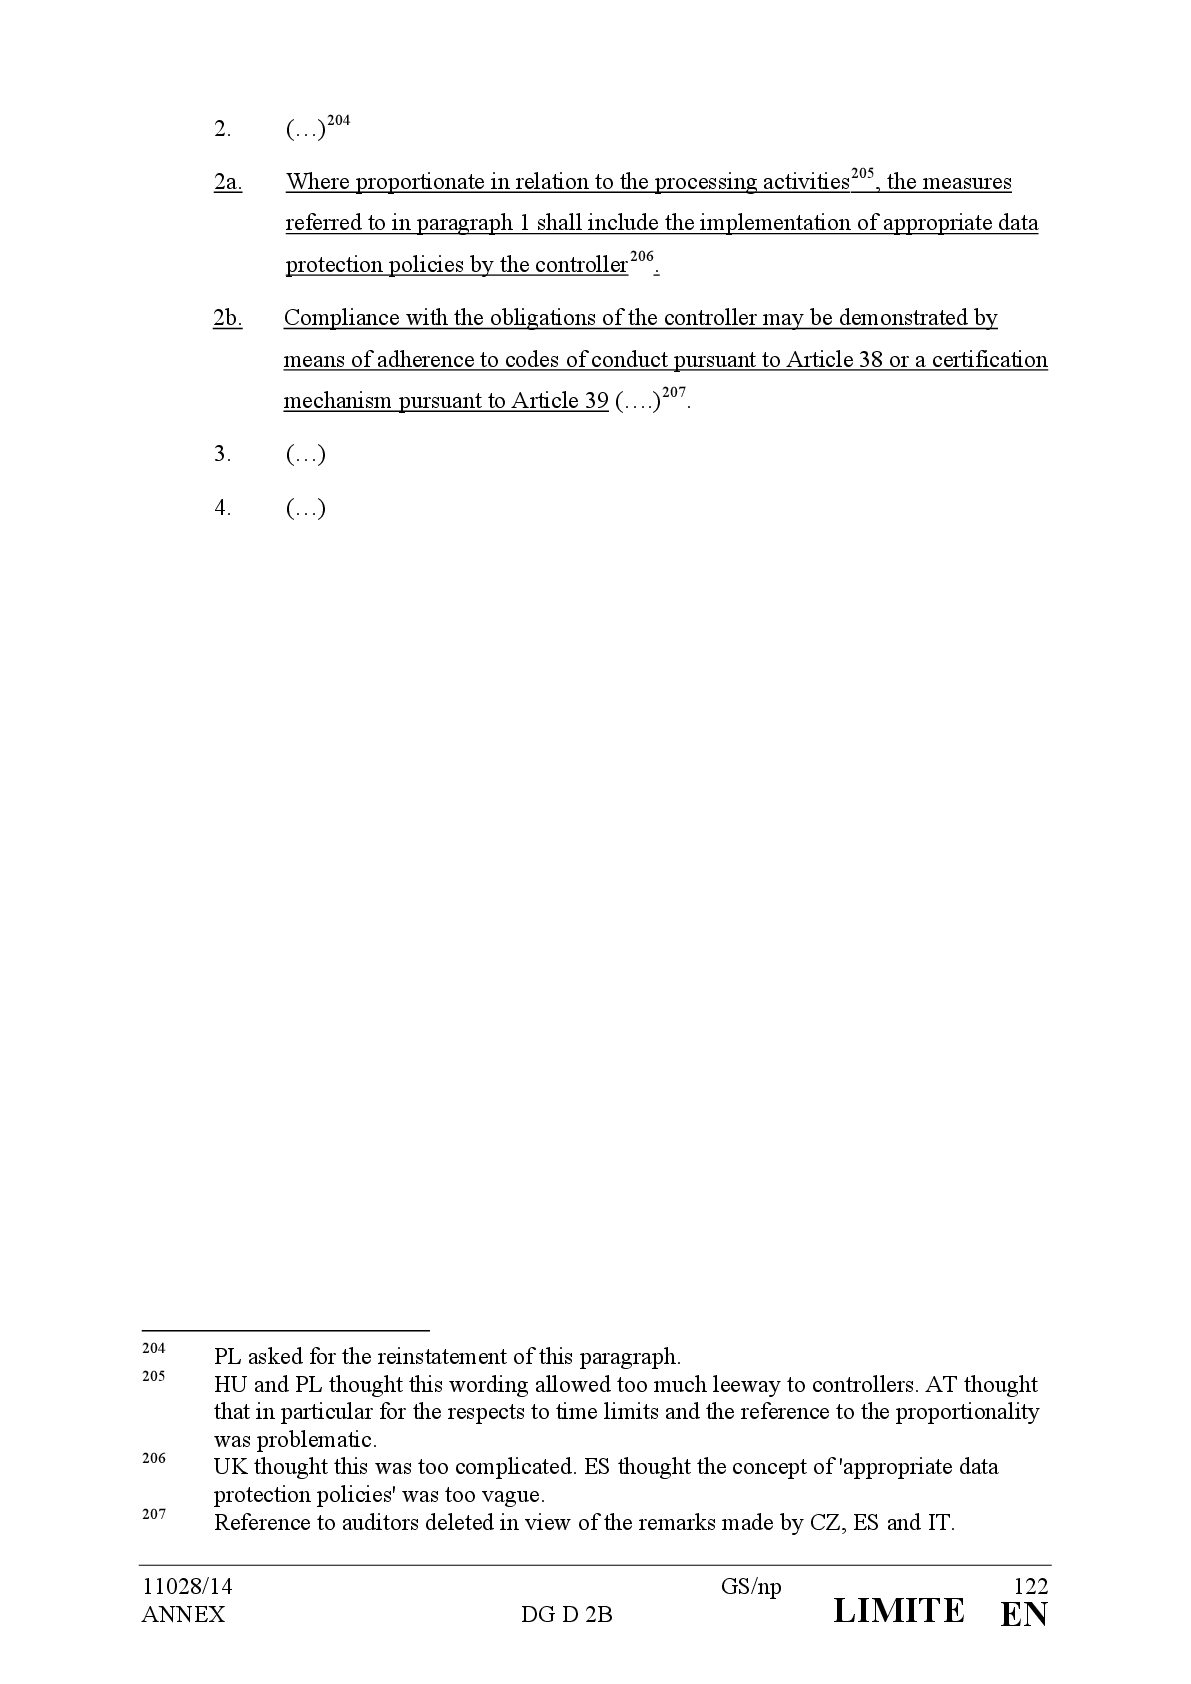 2. (…)204
2a. Where proportionate in relation to the processing activities205, the measures
referred to in paragraph 1 shall include the implementation of appropriate data
protection policies by the controller206.
2b. Compliance with the obligations of the controller may be demonstrated by
means of adherence to codes of conduct pursuant to Article 38 or a certification
mechanism pursuant to Article 39 (….)207.
3. (…)
4. (…)
204 PL asked for the reinstatement of this paragraph.
205 HU and PL thought this wording allowed too much leeway to controllers. AT thought
that in particular for the respects to time limits and the reference to the proportionality
was problematic.
206 UK thought this was too complicated. ES thought the concept of 'appropriate data
protection policies' was too vague.
207 Reference to auditors deleted in view of the remarks made by CZ, ES and IT.
11028/14 GS/np 122
ANNEX DG D 2B LIMITE EN